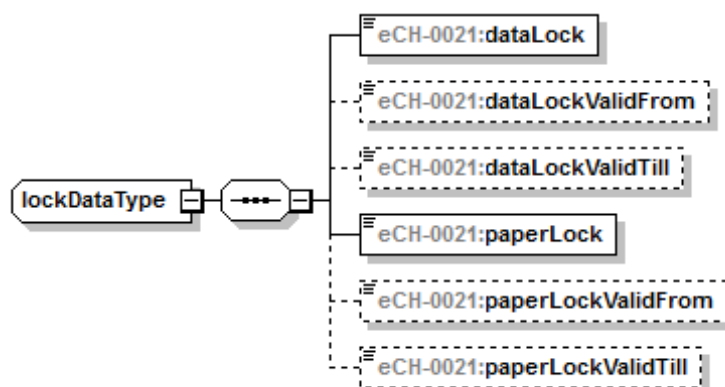 eCH-0021:dataLock
eCH-0021:dataLockValidFrom
eCH-0021:dataLockValidTill
lockDataType
eCH-0021:paperLock
eCH-0021:paperLockValidFrom
eCH-0021:paperLockValidTill